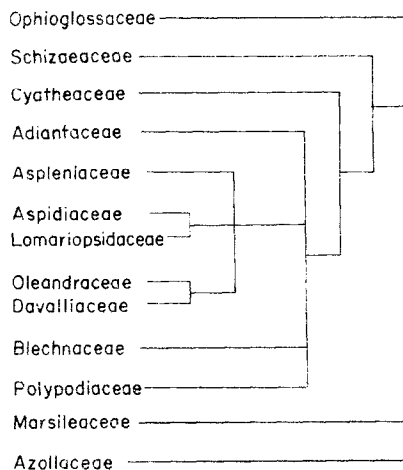 Ophioglossaceae
Schizaeaceae
Cyatheaceae
Adiantaceae
Aspleniaceae
Aspidiaceae
Lomariopsidaceae
Oleandraceae
Davalliaceae
Blechnaceae
Polypodiaceae
Marsileaceae
Azollaceae